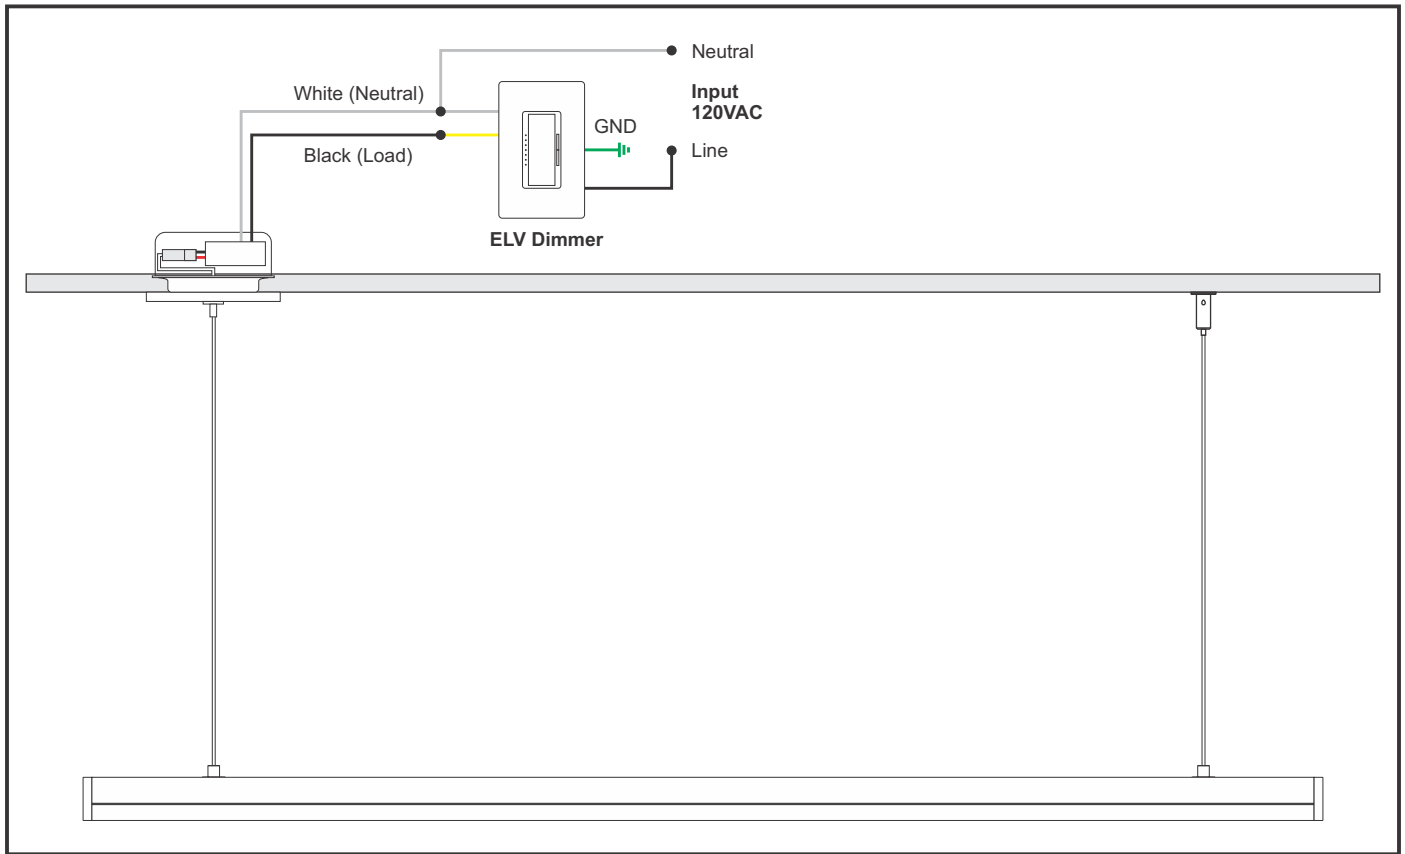 Neutral
White (Neutral)
Input
120VAC
GND
Black (Load)
Line
ELV Dimmer